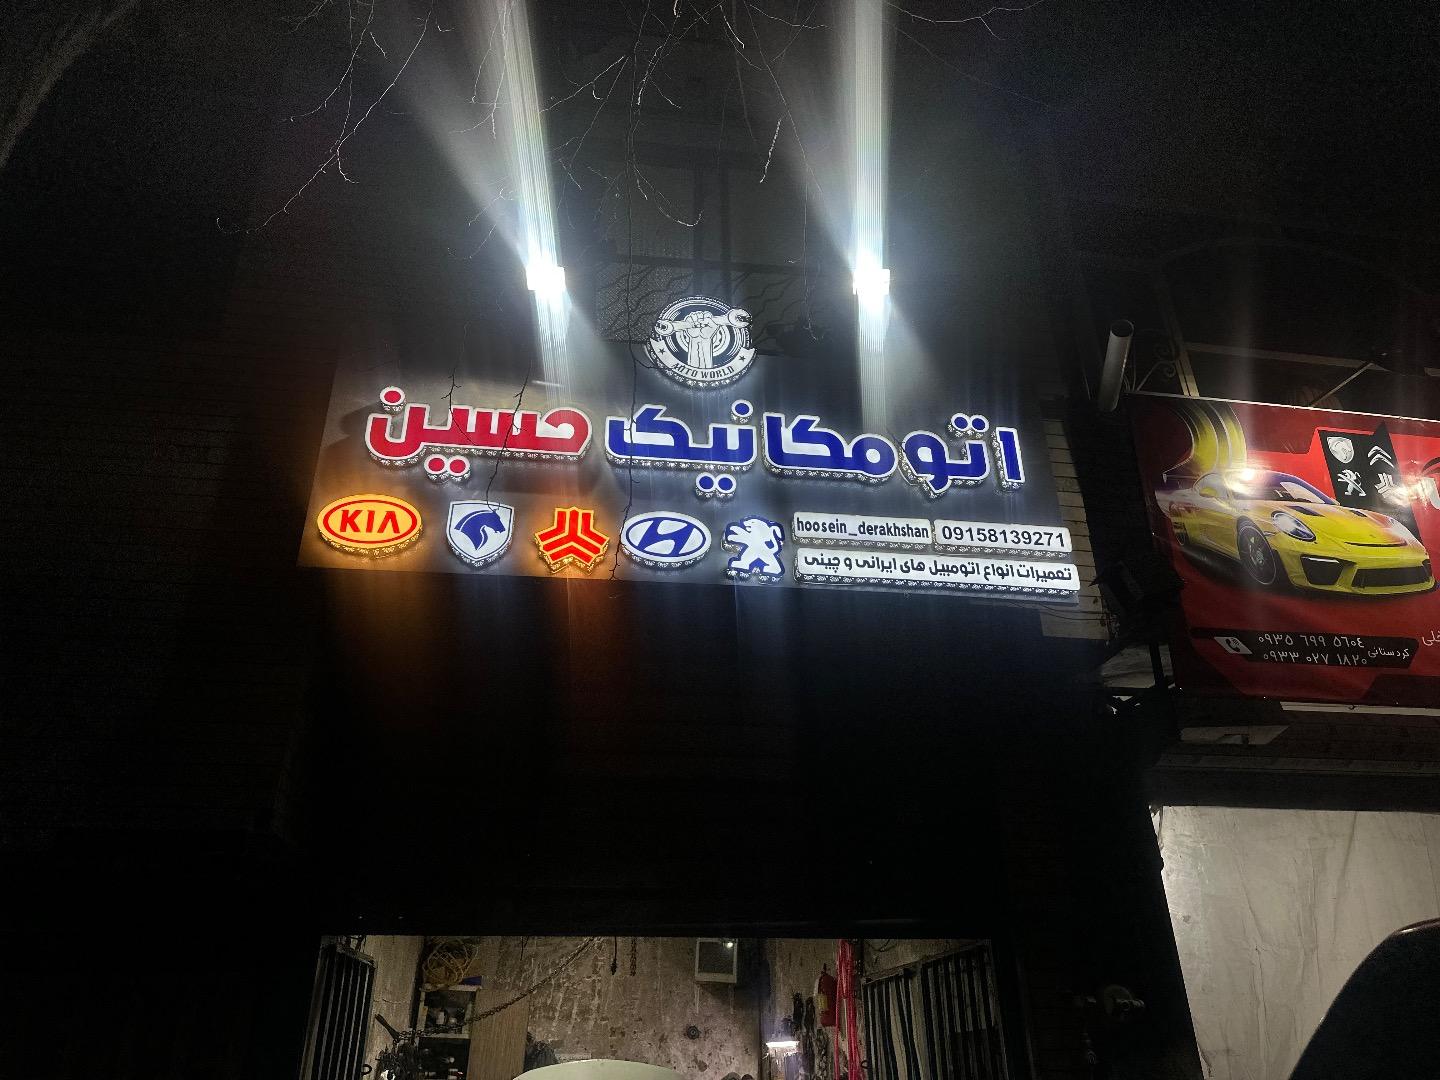 AUTO WORLD
اتومکانیک حسین
KIA
hoosein_derakhshan
09158139271
تعمیرات انواع اتومبیل های ایرانی و چینی
۰۹۳۵ ۶۹۹ ۵۶۰۴
کردستانی
۰۹۳۳ ۰۲۷ ۱۸۲۰